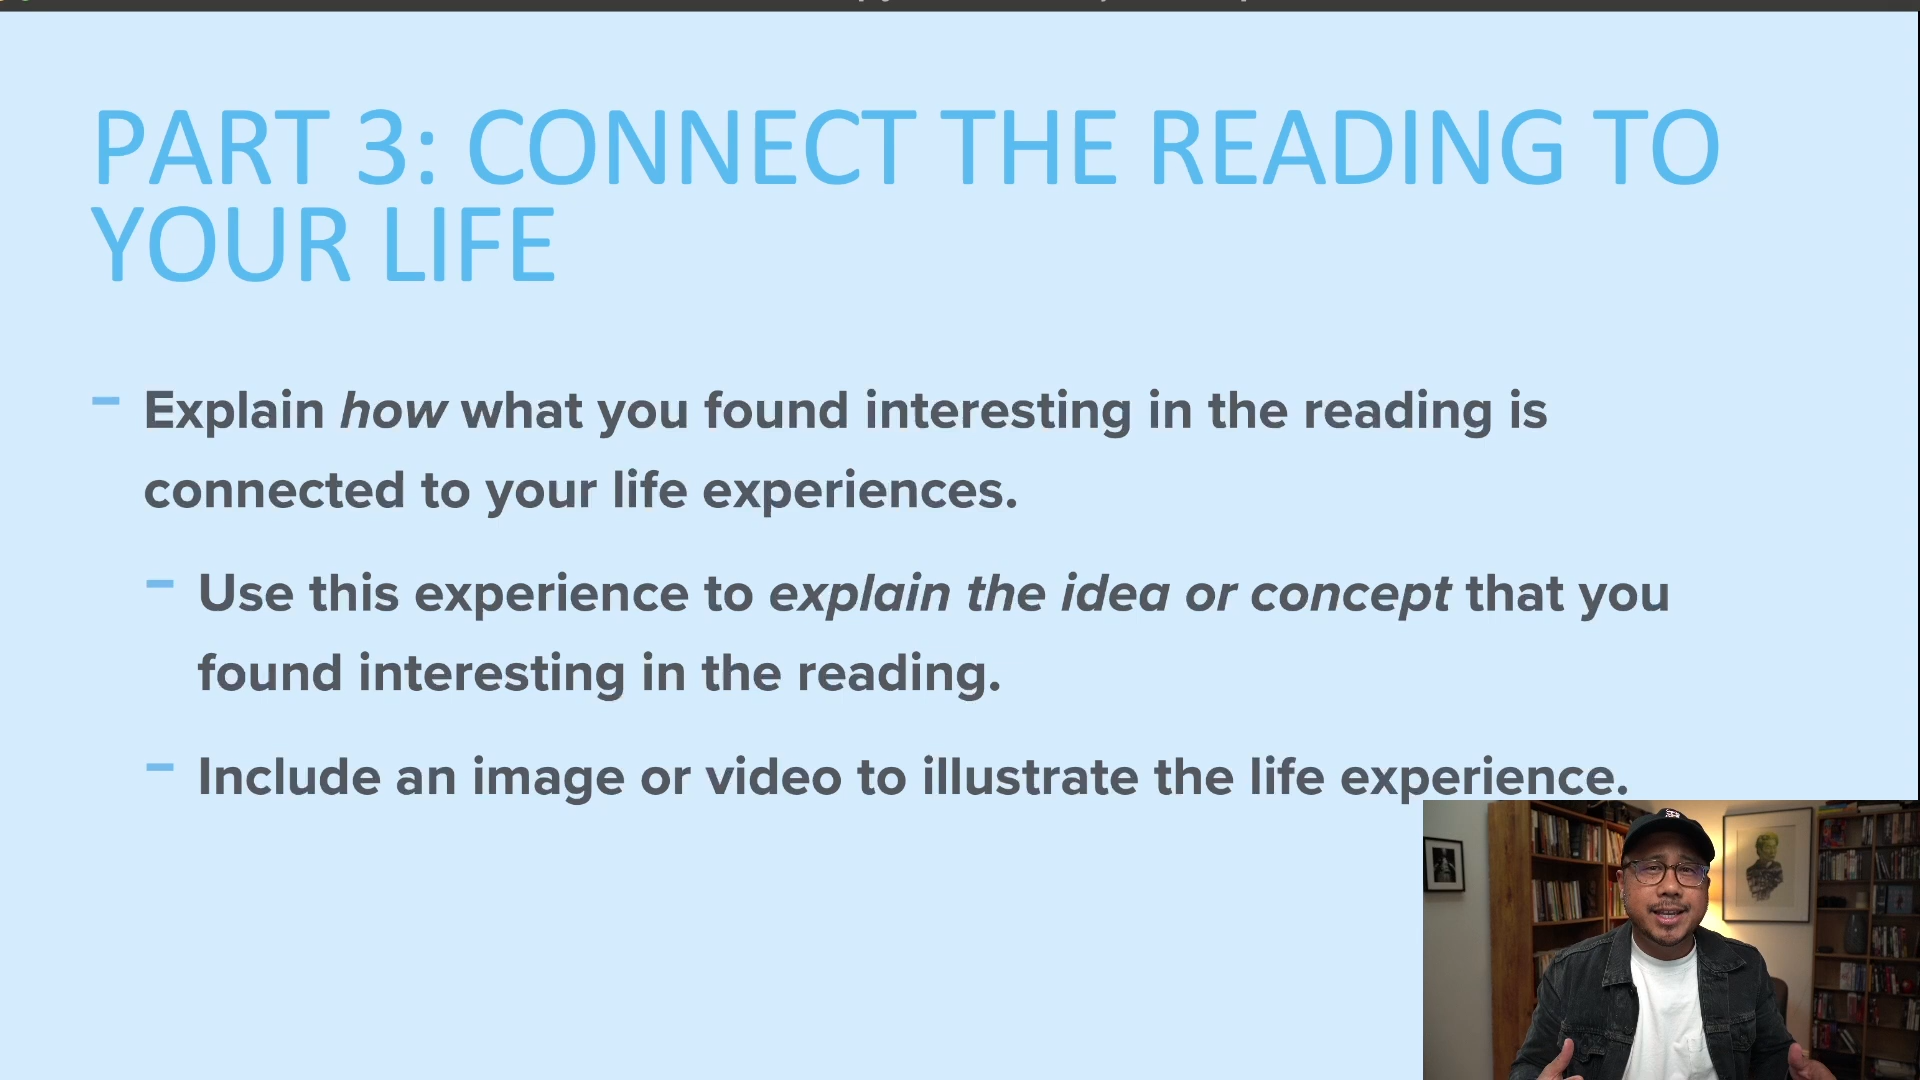 PART 3: CONNECT THE READING TO
YOUR LIFE
- Explain how what you found interesting in the reading is
connected to your life experiences.
- Use this experience to explain the idea or concept that you
found interesting in the reading.
- Include an image or video to illustrate the life experience.